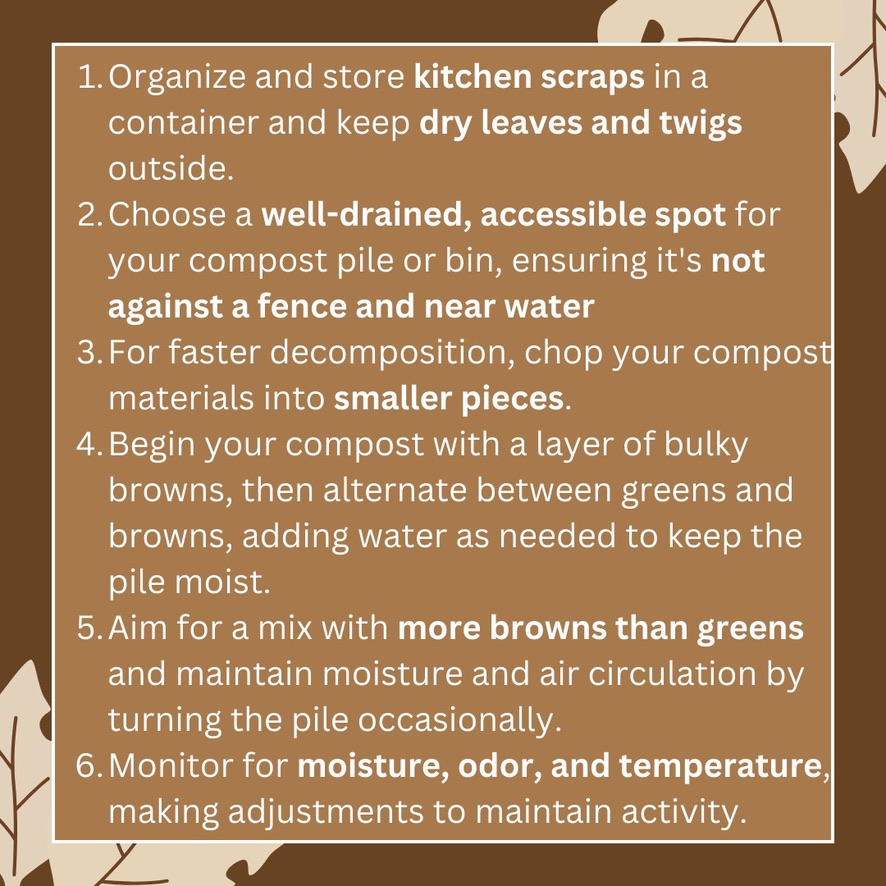 1. Organize and store kitchen scraps in a
container and keep dry leaves and twigs
outside.
2. Choose a well-drained, accessible spot for
your compost pile or bin, ensuring it's not
against a fence and near water
3. For faster decomposition, chop your compost
materials into smaller pieces.
4. Begin your compost with a layer of bulky
browns, then alternate between greens and
browns, adding water as needed to keep the
pile moist.
5. Aim for a mix with more browns than greens
and maintain moisture and air circulation by
turning the pile occasionally.
6. Monitor for moisture, odor, and temperature,
making adjustments to maintain activity.